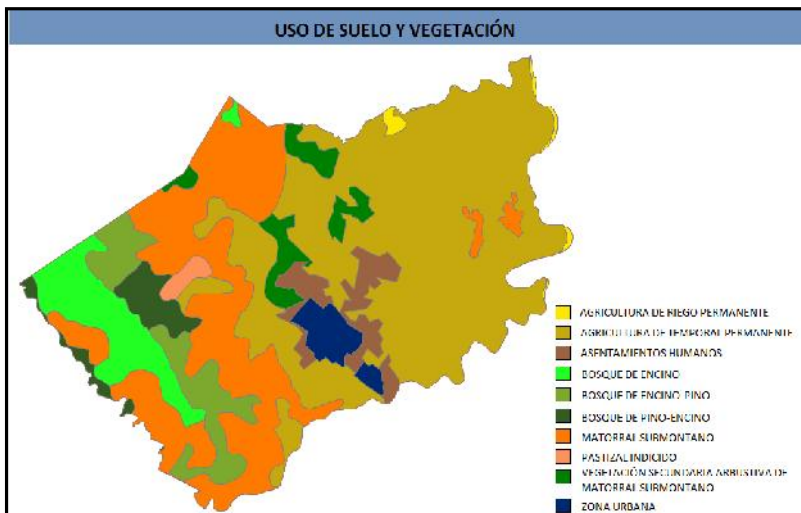 USO DE SUELO Y VEGETACIÓN
AGRICULTURA DE RIEGO PERMANENTE
AGRICULTURA DE TEMPORAL PERMANENTE
ASENTAMIENTOS HUMANOS
BOSQUE DE ENCINO
BOSQUE DE ENCINO-PINO
BOSQUE DE PINO-ENCINO
MATORRAL SUBMONTANO
PASTIZAL INDICIDO
VEGETACIÓN SECUNDARIA ARBUSTIVA DE
MATORRAL SUBMONTANO
ZONA URBANA